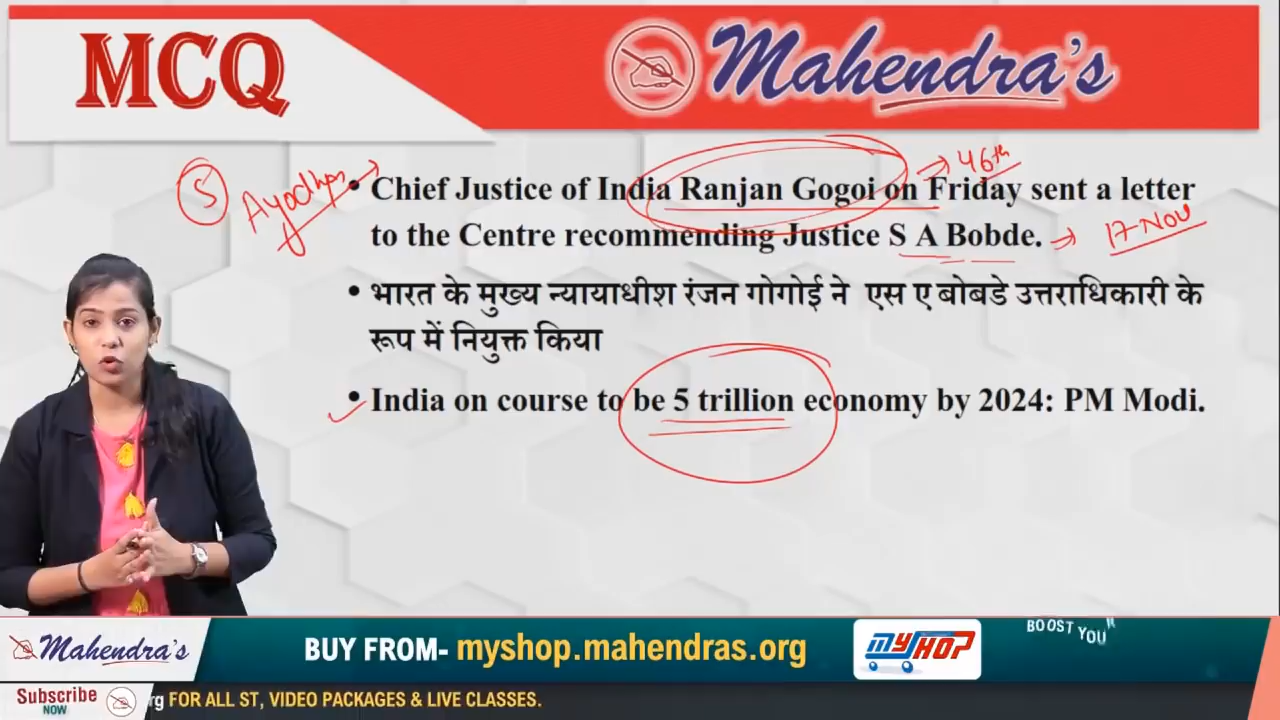 MCQ
Mahendra's
5
Ayodhya
46th
• Chief Justice of India Ranjan Gogoi on Friday sent a letter
to the Centre recommending Justice S A Bobde.
17-Nov
• भारत के मुख्य न्यायाधीश रंजन गोगोई ने एस ए बोबडे उत्तराधिकारी के
रूप में नियुक्त किया
• India on course to be 5 trillion economy by 2024: PM Modi.
Mahendra's
BUY FROM- myshop.mahendras.org
MY SHOP
BOOST YOUR
Subscribe
NOW
rg FOR ALL ST, VIDEO PACKAGES & LIVE CLASSES.